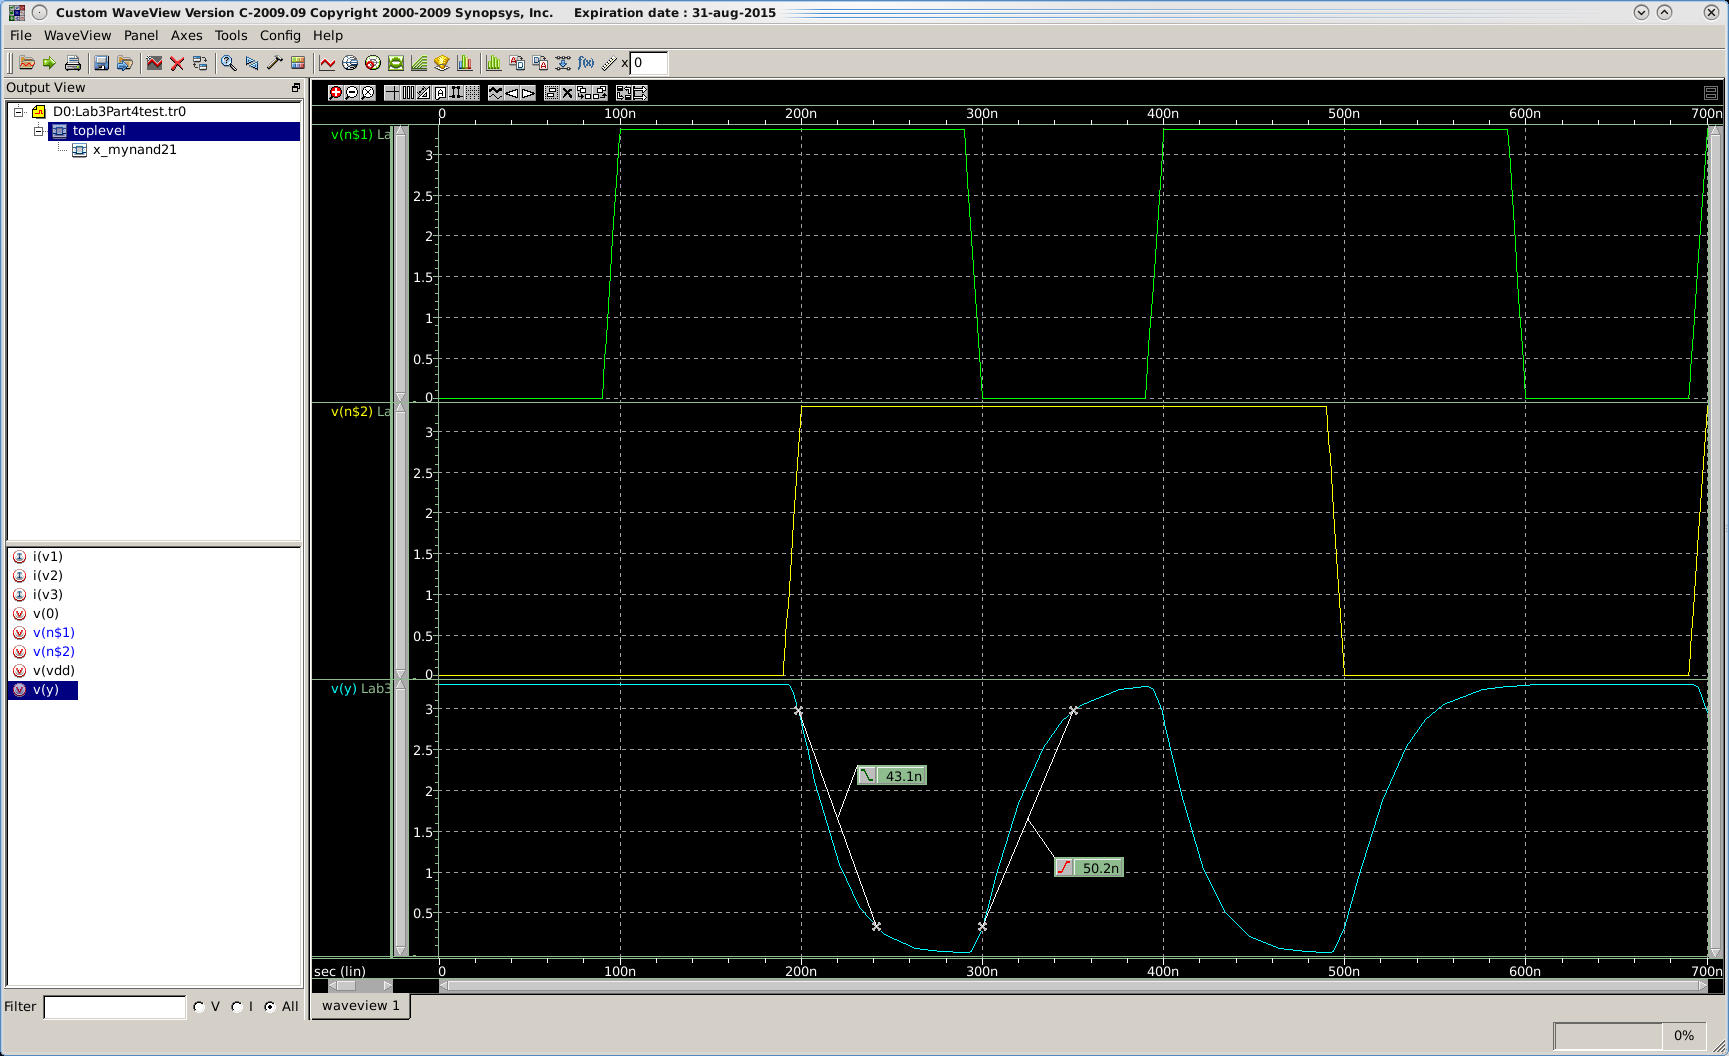 Custom WaveView Version C-2009.09 Copyright 2000-2009 Synopsys, Inc. Expiration date : 31-aug-2015
File WaveView Panel Axes Tools Config Help
x 0
Output View
D0:Lab3Part4test.tr0
toplevel
x_mynand21
i(v1)
i(v2)
i(v3)
v(0)
v(n$1)
v(n$2)
v(vdd)
v(y)
Filter V I All
0 100n 200n 300n 400n 500n 600n 700n
v(n$1) La
3
2.5
2
1.5
1
0.5
0
v(n$2) La
3
2.5
2
1.5
1
0.5
0
v(y) Lab3
3
2.5
2
1.5
1
0.5
43.1n
50.2n
sec (lin) 0 100n 200n 300n 400n 500n 600n 700n
waveview 1
0%